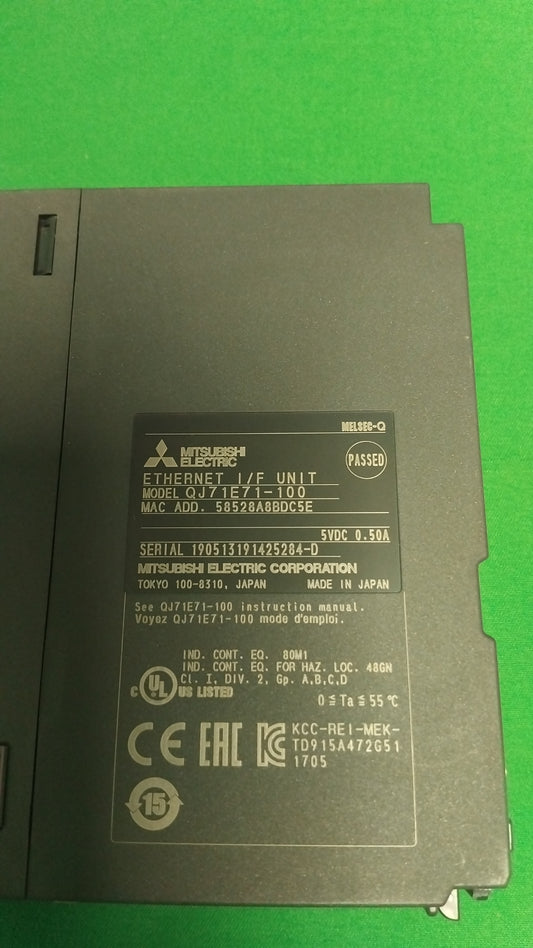 MELSEC-Q
MITSUBISHI
ELECTRIC
PASSED
ETHERNET I/F UNIT
MODEL QJ71E71-100
MAC ADD. 58528A8BDC5E
5VDC 0.50A
SERIAL 190513191425284-D
MITSUBISHI ELECTRIC CORPORATION
TOKYO 100-8310, JAPAN MADE IN JAPAN
See QJ71E71-100 instruction manual.
Voyez QJ71E71-100 mode d'emploi.
IND. CONT. EQ. 80M1
IND. CONT. EQ. FOR HAZ. LOC. 48GN
Cl. I, DIV. 2, Gp. A,B,C,D
C UL US LISTED
0≦Ta≦55℃
CE EAC KC KCC-REI-MEK-
TD915A472G51
1705
15